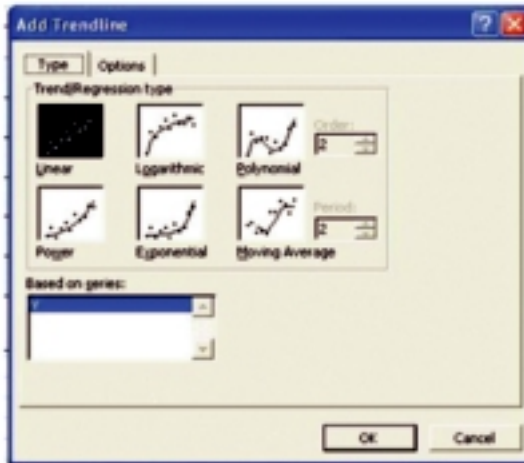 Add Trendline
Type Options
Trend/Regression type
Linear Logarithmic Polynomial
Order:
2
Power Exponential Moving Average
Period:
2
Based on series:
OK Cancel